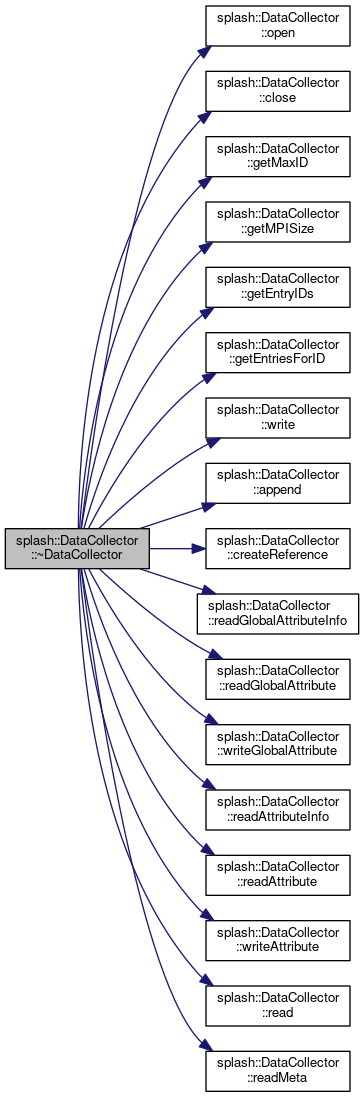 splash::DataCollector
::open
splash::DataCollector
::close
splash::DataCollector
::getMaxID
splash::DataCollector
::getMPISize
splash::DataCollector
::getEntryIDs
splash::DataCollector
::getEntriesForID
splash::DataCollector
::write
splash::DataCollector
::append
splash::DataCollector
::~DataCollector
splash::DataCollector
::createReference
splash::DataCollector
::readGlobalAttributeInfo
splash::DataCollector
::readGlobalAttribute
splash::DataCollector
::writeGlobalAttribute
splash::DataCollector
::readAttributeInfo
splash::DataCollector
::readAttribute
splash::DataCollector
::writeAttribute
splash::DataCollector
::read
splash::DataCollector
::readMeta